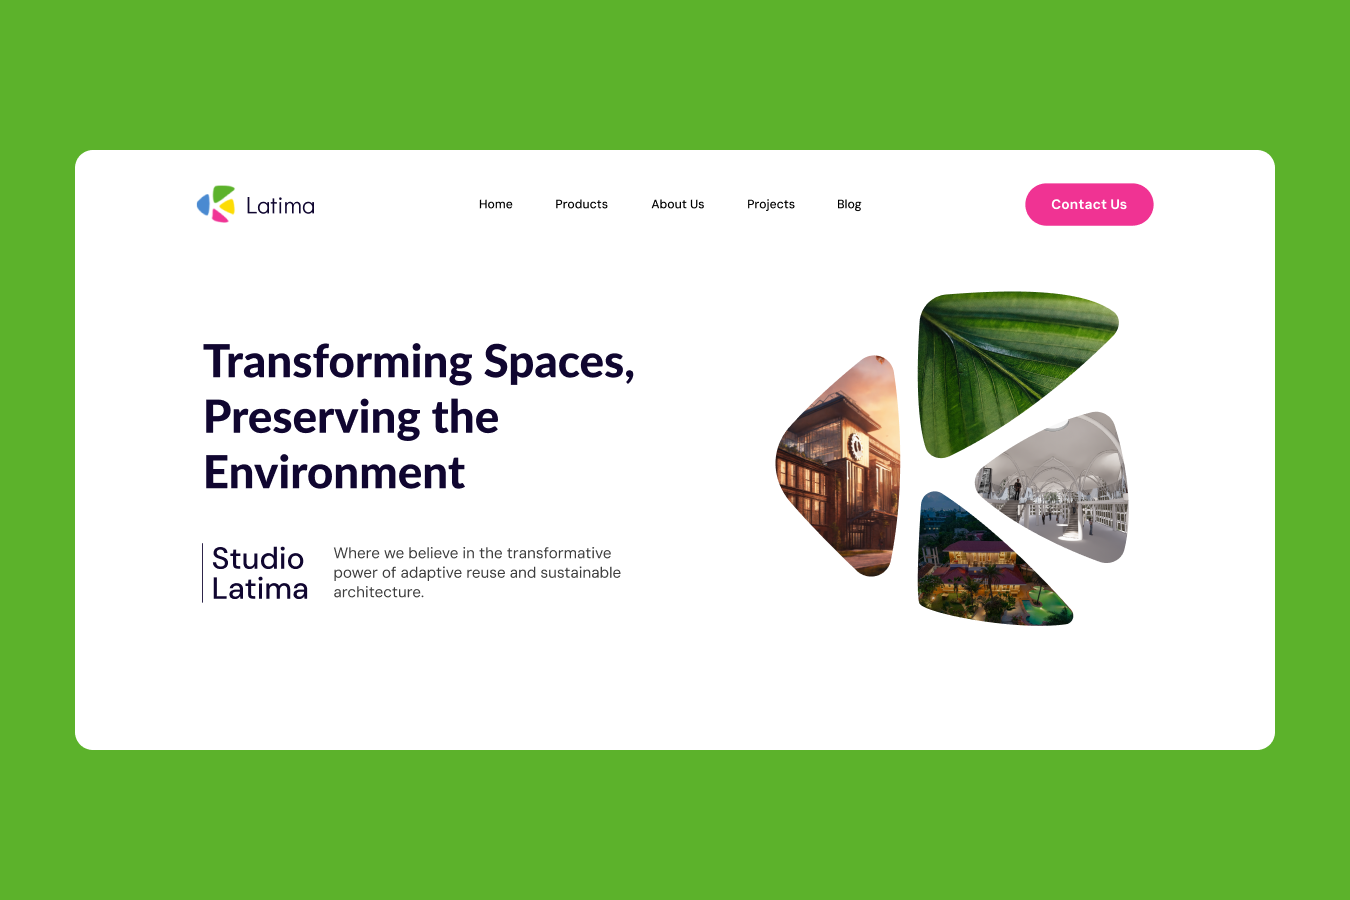 Latima
Home
Products
About Us
Projects
Blog
Contact Us
Transforming Spaces,
Preserving the
Environment
Studio
Latima
Where we believe in the transformative
power of adaptive reuse and sustainable
architecture.